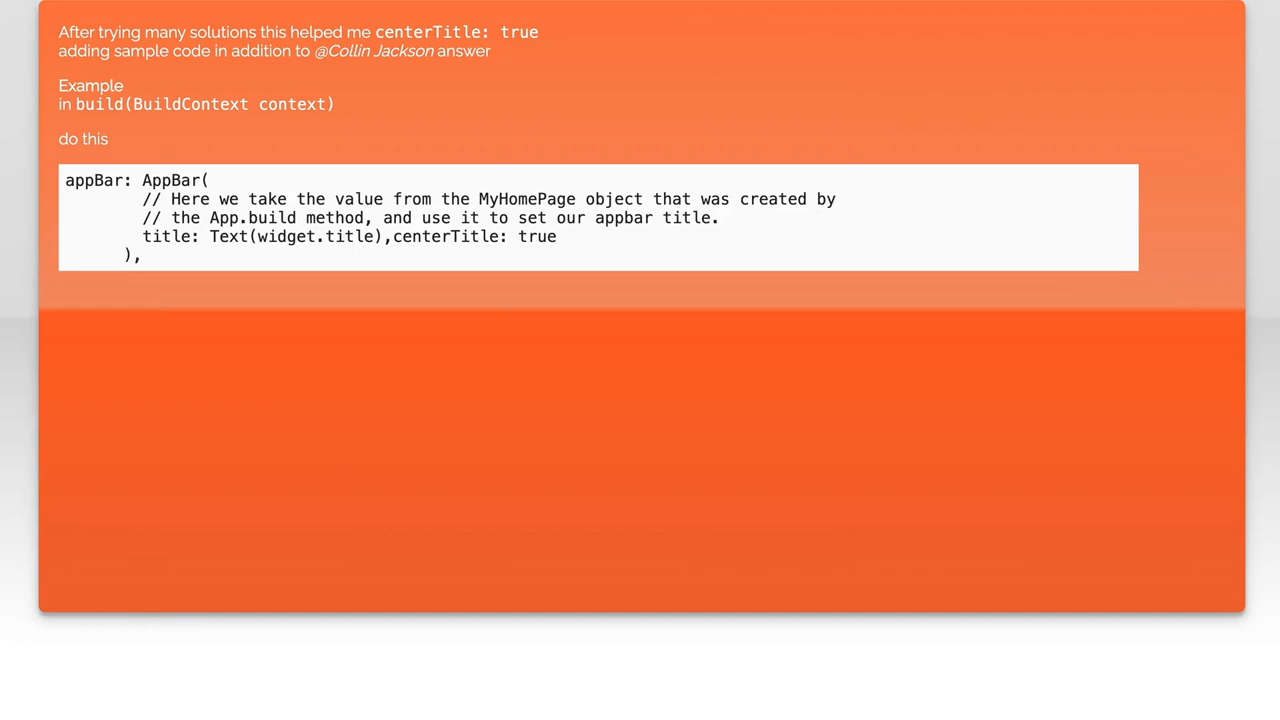 After trying many solutions this helped me centerTitle: true
adding sample code in addition to @Collin Jackson answer
Example
in build(BuildContext context)
do this
appBar: AppBar(
        // Here we take the value from the MyHomePage object that was created by
        // the App.build method, and use it to set our appbar title.
        title: Text(widget.title),centerTitle: true
      ),